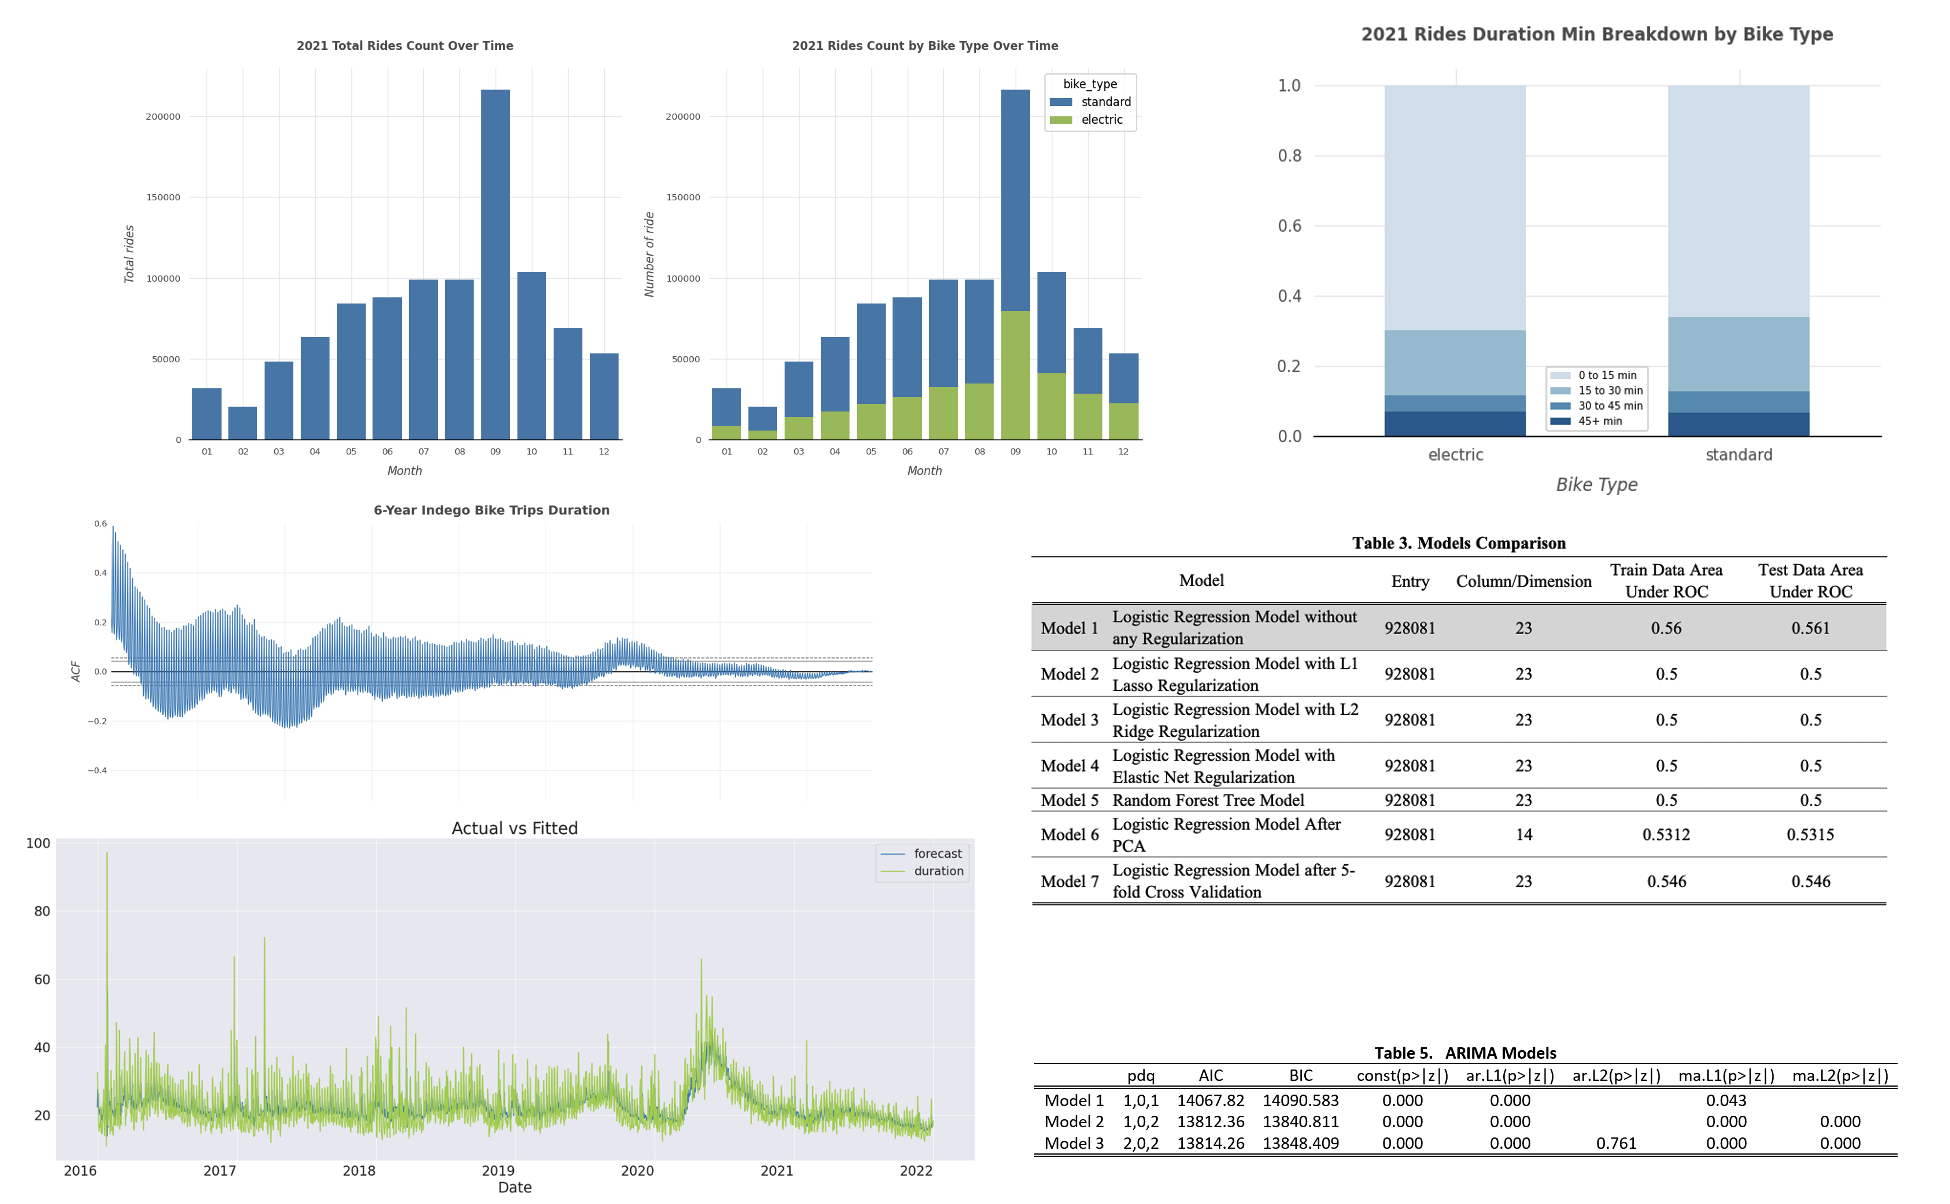 2021 Total Rides Count Over Time
Total rides
200000
150000
100000
50000
0
01 02 03 04 05 06 07 08 09 10 11 12
Month
2021 Rides Count by Bike Type Over Time
bike_type
standard
electric
Number of ride
200000
150000
100000
50000
0
01 02 03 04 05 06 07 08 09 10 11 12
Month
2021 Rides Duration Min Breakdown by Bike Type
1.0
0.8
0.6
0.4
0.2
0.0
0 to 15 min
15 to 30 min
30 to 45 min
45+ min
electric standard
Bike Type
6-Year Indego Bike Trips Duration
ACF
0.6
0.4
0.2
0.0
−0.2
−0.4
Table 3. Models Comparison
Model Entry Column/Dimension Train Data Area Under ROC Test Data Area Under ROC
Model 1 Logistic Regression Model without any Regularization 928081 23 0.56 0.561
Model 2 Logistic Regression Model with L1 Lasso Regularization 928081 23 0.5 0.5
Model 3 Logistic Regression Model with L2 Ridge Regularization 928081 23 0.5 0.5
Model 4 Logistic Regression Model with Elastic Net Regularization 928081 23 0.5 0.5
Model 5 Random Forest Tree Model 928081 23 0.5 0.5
Model 6 Logistic Regression Model After PCA 928081 14 0.5312 0.5315
Model 7 Logistic Regression Model after 5-fold Cross Validation 928081 23 0.546 0.546
Actual vs Fitted
forecast
duration
100
80
60
40
20
2016 2017 2018 2019 2020 2021 2022
Date
Table 5. ARIMA Models
pdq AIC BIC const(p>|z|) ar.L1(p>|z|) ar.L2(p>|z|) ma.L1(p>|z|) ma.L2(p>|z|)
Model 1 1,0,1 14067.82 14090.583 0.000 0.000 0.043
Model 2 1,0,2 13812.36 13840.811 0.000 0.000 0.000 0.000
Model 3 2,0,2 13814.26 13848.409 0.000 0.000 0.761 0.000 0.000